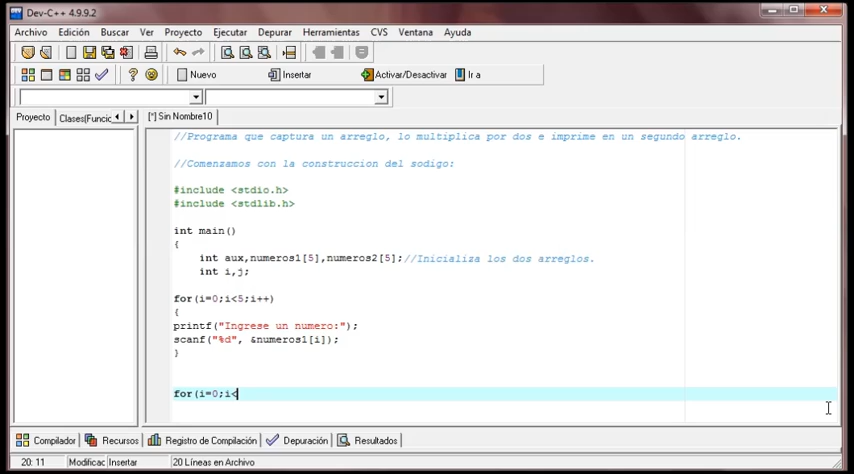 Dev-C++ 4.9.9.2
Archivo Edición Buscar Ver Proyecto Ejecutar Depurar Herramientas CVS Ventana Ayuda
Nuevo Insertar Activar/Desactivar Ir a
Proyecto Clases(Funcic [*] Sin Nombre10
//Programa que captura un arreglo, lo multiplica por dos e imprime en un segundo arreglo.
//Comenzamos con la construccion del sodigo:
#include <stdio.h>
#include <stdlib.h>
int main()
{
int aux,numeros1[5],numeros2[5];//Inicializa los dos arreglos.
int i,j;
for(i=0;i<5;i++)
{
printf("Ingrese un numero:");
scanf("%d", &numeros1[i]);
}
for(i=0;i<
Compilador Recursos Registro de Compilación Depuración Resultados
20: 11 Modificac Insertar 20 Líneas en Archivo